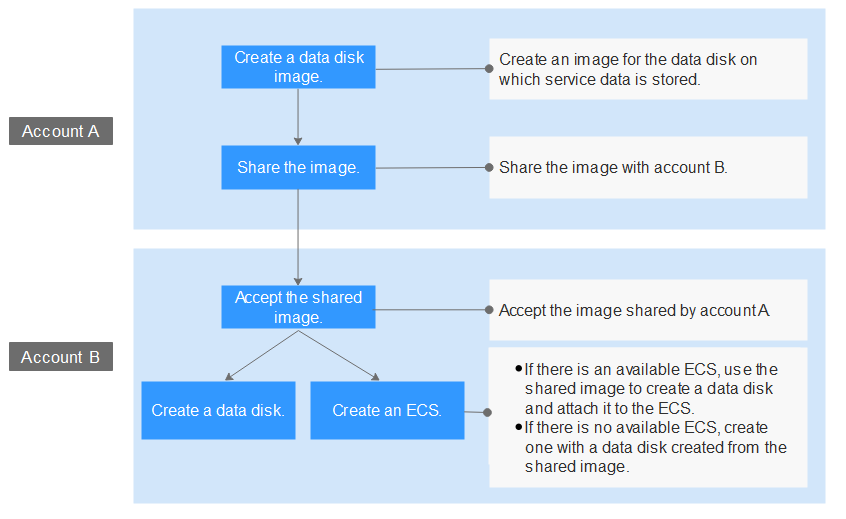 Create a data disk
image.
Create an image for the data disk on
which service data is stored.
Account A
Share the image.
Share the image with account B.
Accept the shared
image.
Accept the image shared by account A.
Account B
Create a data disk.
Create an ECS.
●If there is an available ECS, use the
shared image to create a data disk
and attach it to the ECS.
●If there is no available ECS, create
one with a data disk created from the
shared image.